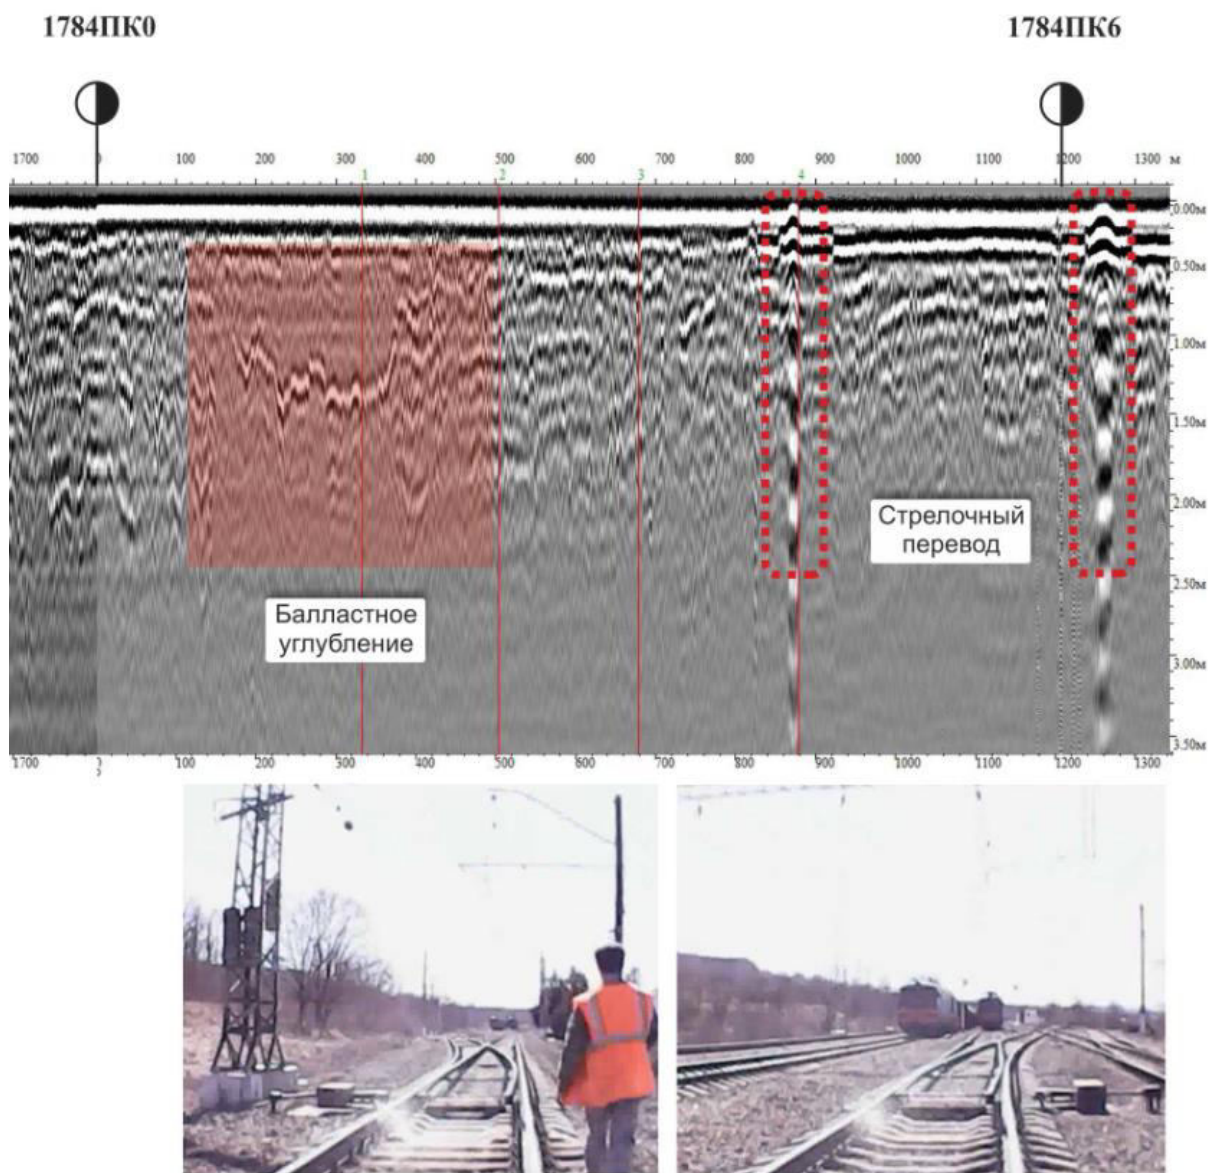 1784ПК0 1784ПК6
1700 0 100 200 300 400 500 600 700 800 900 1000 1100 1200 1300 м
1 2 3 4
0.00м
0.50м
1.00м
1.50м
2.00м
2.50м
3.00м
3.50м
Стрелочный
перевод
Балластное
углубление
1700 0 100 200 300 400 500 600 700 800 900 1000 1100 1200 1300